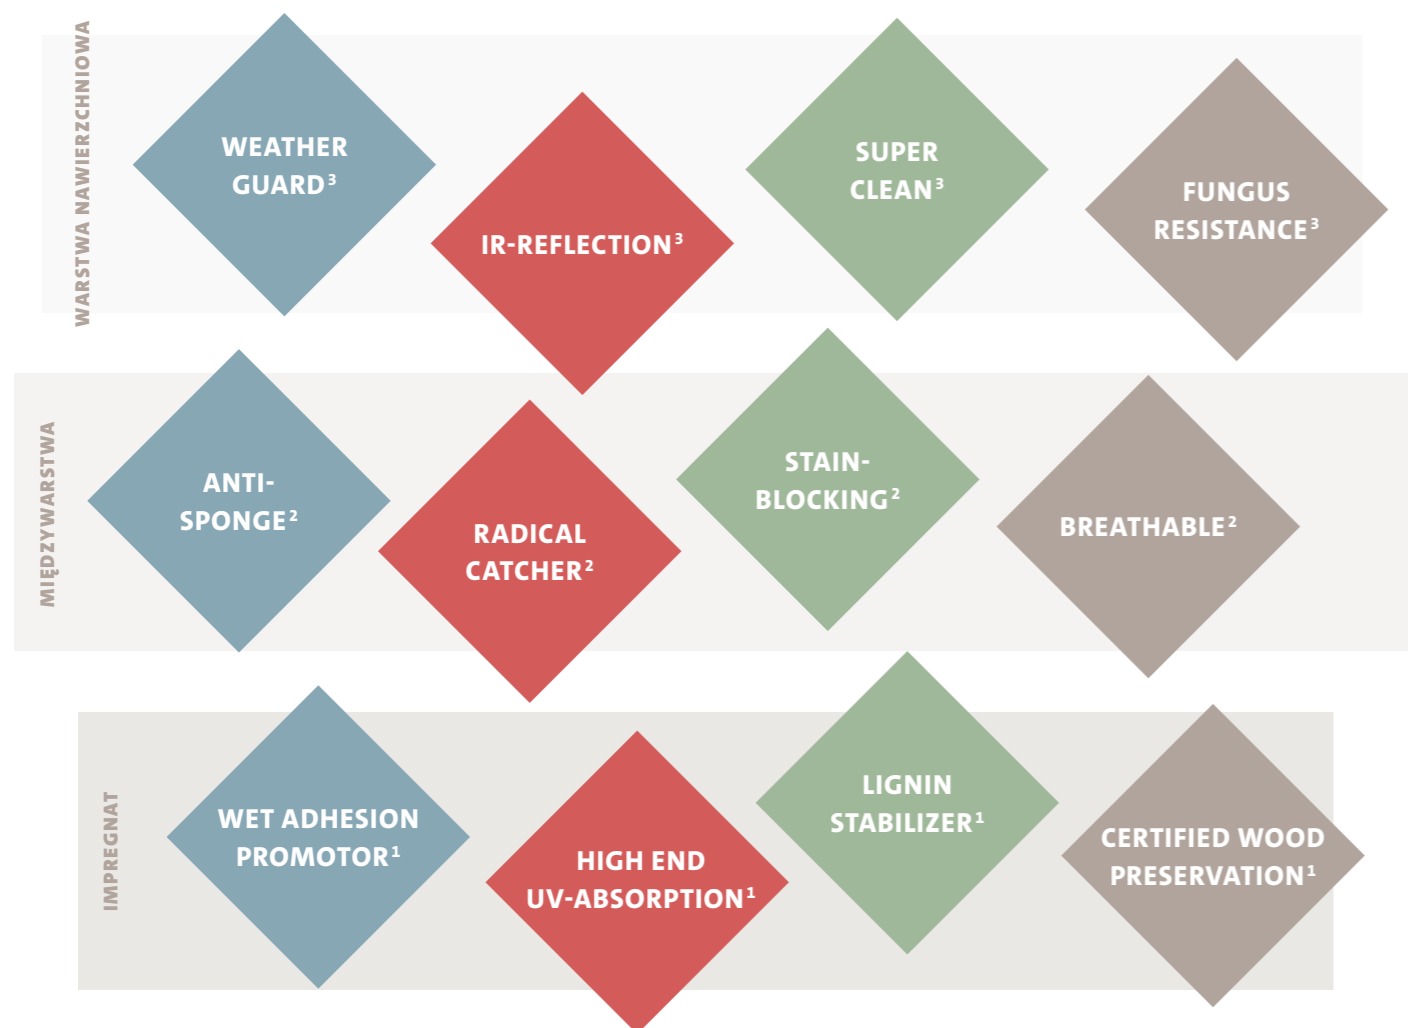 WARSTWA NAWIERZCHNIOWA
WEATHER
GUARD³
IR-REFLECTION³
SUPER
CLEAN³
FUNGUS
RESISTANCE³
MIĘDZYWARSTWA
ANTI-
SPONGE²
RADICAL
CATCHER²
STAIN-
BLOCKING²
BREATHABLE²
IMPREGNAT
WET ADHESION
PROMOTOR¹
HIGH END
UV-ABSORPTION¹
LIGNIN
STABILIZER¹
CERTIFIED WOOD
PRESERVATION¹